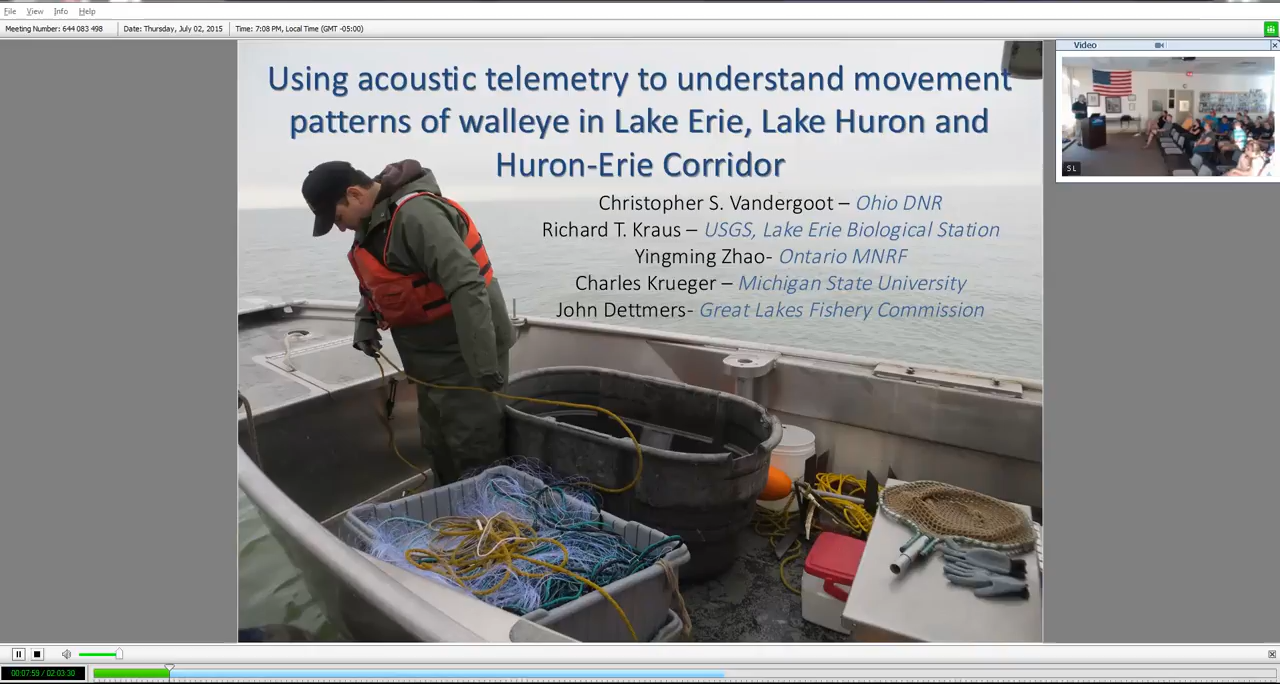 File View Info Help
Meeting Number: 644 083 498 Date: Thursday, July 02, 2015 Time: 7:08 PM, Local Time (GMT -05:00)
Video
Using acoustic telemetry to understand movement
patterns of walleye in Lake Erie, Lake Huron and
Huron-Erie Corridor
Christopher S. Vandergoot – Ohio DNR
Richard T. Kraus – USGS, Lake Erie Biological Station
Yingming Zhao- Ontario MNRF
Charles Krueger – Michigan State University
John Dettmers- Great Lakes Fishery Commission
S L
00:07:59 / 02:03:30